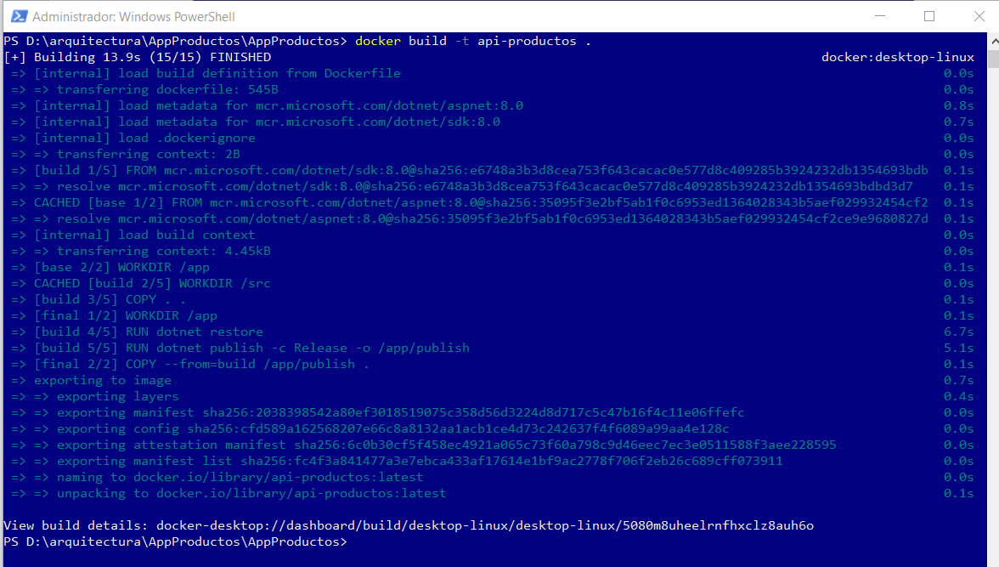 Administrador: Windows PowerShell
PS D:\arquitectura\AppProductos\AppProductos> docker build -t api-productos .
[+] Building 13.9s (15/15) FINISHED docker:desktop-linux
=> [internal] load build definition from Dockerfile 0.0s
=> => transferring dockerfile: 545B 0.0s
=> [internal] load metadata for mcr.microsoft.com/dotnet/aspnet:8.0 0.8s
=> [internal] load metadata for mcr.microsoft.com/dotnet/sdk:8.0 0.7s
=> [internal] load .dockerignore 0.0s
=> => transferring context: 2B 0.0s
=> [build 1/5] FROM mcr.microsoft.com/dotnet/sdk:8.0@sha256:e6748a3b3d8cea753f643cacac0e577d8c409285b3924232db1354693bdb 0.1s
=> => resolve mcr.microsoft.com/dotnet/sdk:8.0@sha256:e6748a3b3d8cea753f643cacac0e577d8c409285b3924232db1354693bdbd3d7 0.1s
=> CACHED [base 1/2] FROM mcr.microsoft.com/dotnet/aspnet:8.0@sha256:35095f3e2bf5ab1f0c6953ed1364028343b5aef029932454cf2 0.1s
=> => resolve mcr.microsoft.com/dotnet/aspnet:8.0@sha256:35095f3e2bf5ab1f0c6953ed1364028343b5aef029932454cf2ce9e9680827d 0.1s
=> [internal] load build context 0.0s
=> => transferring context: 4.45kB 0.0s
=> [base 2/2] WORKDIR /app 0.1s
=> CACHED [build 2/5] WORKDIR /src 0.0s
=> [build 3/5] COPY . . 0.1s
=> [final 1/2] WORKDIR /app 0.1s
=> [build 4/5] RUN dotnet restore 6.7s
=> [build 5/5] RUN dotnet publish -c Release -o /app/publish 5.1s
=> [final 2/2] COPY --from=build /app/publish . 0.1s
=> exporting to image 0.7s
=> => exporting layers 0.4s
=> => exporting manifest sha256:2038398542a80ef3018519075c358d56d3224d8d717c5c47b16f4c11e06ffefc 0.0s
=> => exporting config sha256:cfd589a162568207e66c8a8132aa1acb1ce4d73c242637f4f6089a99aa4e128c 0.0s
=> => exporting attestation manifest sha256:6c0b30cf5f458ec4921a065c73f60a798c9d46eec7ec3e0511588f3aee228595 0.0s
=> => exporting manifest list sha256:fc4f3a841477a3e7ebca433af17614e1bf9ac2778f706f2eb26c689cff073911 0.0s
=> => naming to docker.io/library/api-productos:latest 0.0s
=> => unpacking to docker.io/library/api-productos:latest 0.1s
View build details: docker-desktop://dashboard/build/desktop-linux/desktop-linux/5080m8uheelrnfhxclz8auh6o
PS D:\arquitectura\AppProductos\AppProductos>